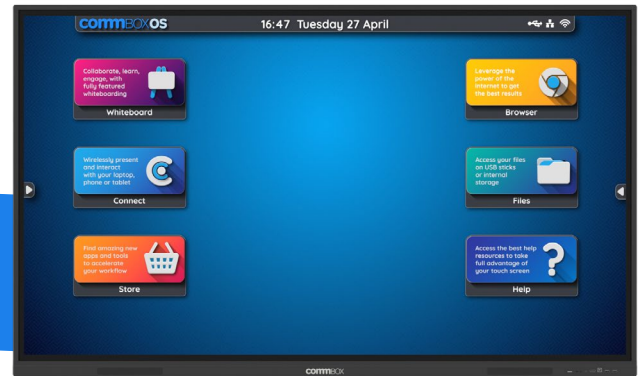 commBOXOS
16:47 Tuesday 27 April
Collaborate, learn,
engage, with
fully featured
whiteboarding
Whiteboard
Leverage the
power of the
Internet to get
the best results
Browser
Wirelessly present
and interact
with your laptop,
phone or tablet
Connect
Access your files
on USB sticks
or internal
storage
Files
Find amazing new
apps and tools
to accelerate
your workflow
Store
Access the best help
resources to take
full advantage of
your touch screen
Help
commBOX